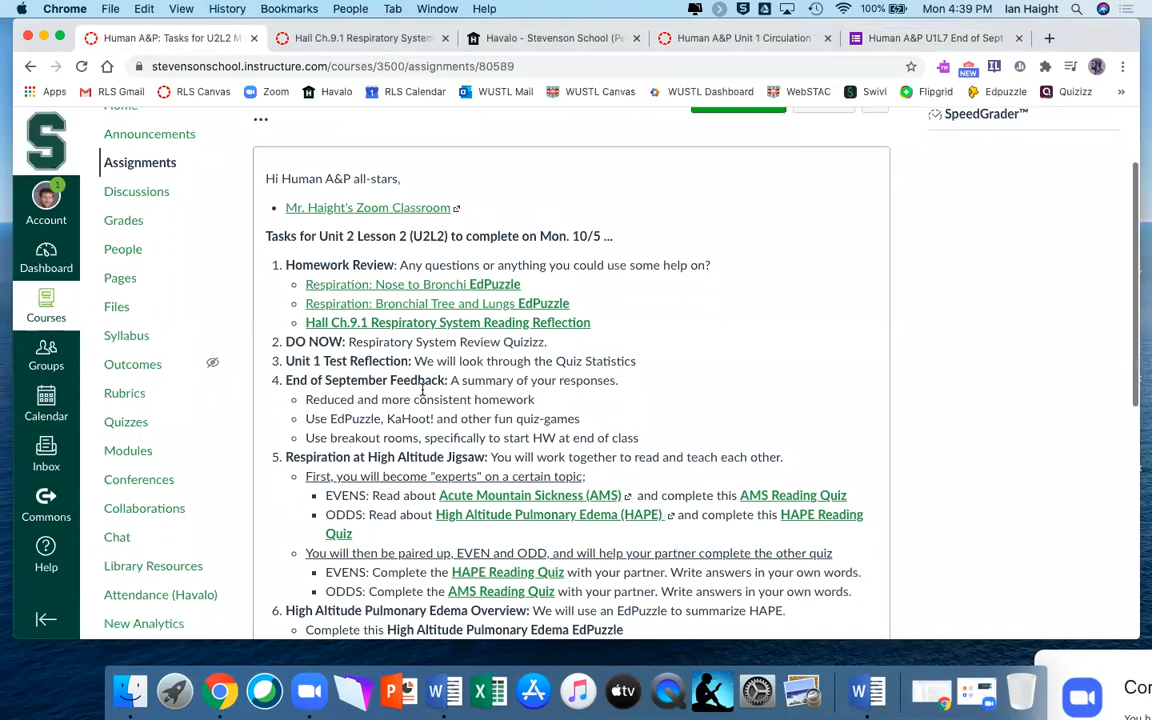 Chrome File Edit View History Bookmarks People Tab Window Help 100% Mon 4:39 PM Ian Haight
Human A&P: Tasks for U2L2 M Hall Ch.9.1 Respiratory System Havalo - Stevenson School (Pe Human A&P Unit 1 Circulation Human A&P U1L7 End of Sept
stevensonschool.instructure.com/courses/3500/assignments/80589
NEW
Apps RLS Gmail RLS Canvas Zoom Havalo RLS Calendar WUSTL Mail WUSTL Canvas WUSTL Dashboard WebSTAC Swivl Flipgrid Edpuzzle Quizizz »
S
1
Account
Dashboard
Courses
Groups
Calendar
Inbox
Commons
Help
Home
Announcements
Assignments
Discussions
Grades
People
Pages
Files
Syllabus
Outcomes
Rubrics
Quizzes
Modules
Conferences
Collaborations
Chat
Library Resources
Attendance (Havalo)
New Analytics
...
SpeedGrader™
Hi Human A&P all-stars,
• Mr. Haight's Zoom Classroom
Tasks for Unit 2 Lesson 2 (U2L2) to complete on Mon. 10/5 ...
1. Homework Review: Any questions or anything you could use some help on?
Respiration: Nose to Bronchi EdPuzzle
Respiration: Bronchial Tree and Lungs EdPuzzle
Hall Ch.9.1 Respiratory System Reading Reflection
2. DO NOW: Respiratory System Review Quizizz.
3. Unit 1 Test Reflection: We will look through the Quiz Statistics
4. End of September Feedback: A summary of your responses.
Reduced and more consistent homework
Use EdPuzzle, KaHoot! and other fun quiz-games
Use breakout rooms, specifically to start HW at end of class
5. Respiration at High Altitude Jigsaw: You will work together to read and teach each other.
First, you will become "experts" on a certain topic;
EVENS: Read about Acute Mountain Sickness (AMS) and complete this AMS Reading Quiz
ODDS: Read about High Altitude Pulmonary Edema (HAPE) and complete this HAPE Reading
Quiz
You will then be paired up, EVEN and ODD, and will help your partner complete the other quiz
EVENS: Complete the HAPE Reading Quiz with your partner. Write answers in your own words.
ODDS: Complete the AMS Reading Quiz with your partner. Write answers in your own words.
6. High Altitude Pulmonary Edema Overview: We will use an EdPuzzle to summarize HAPE.
Complete this High Altitude Pulmonary Edema EdPuzzle